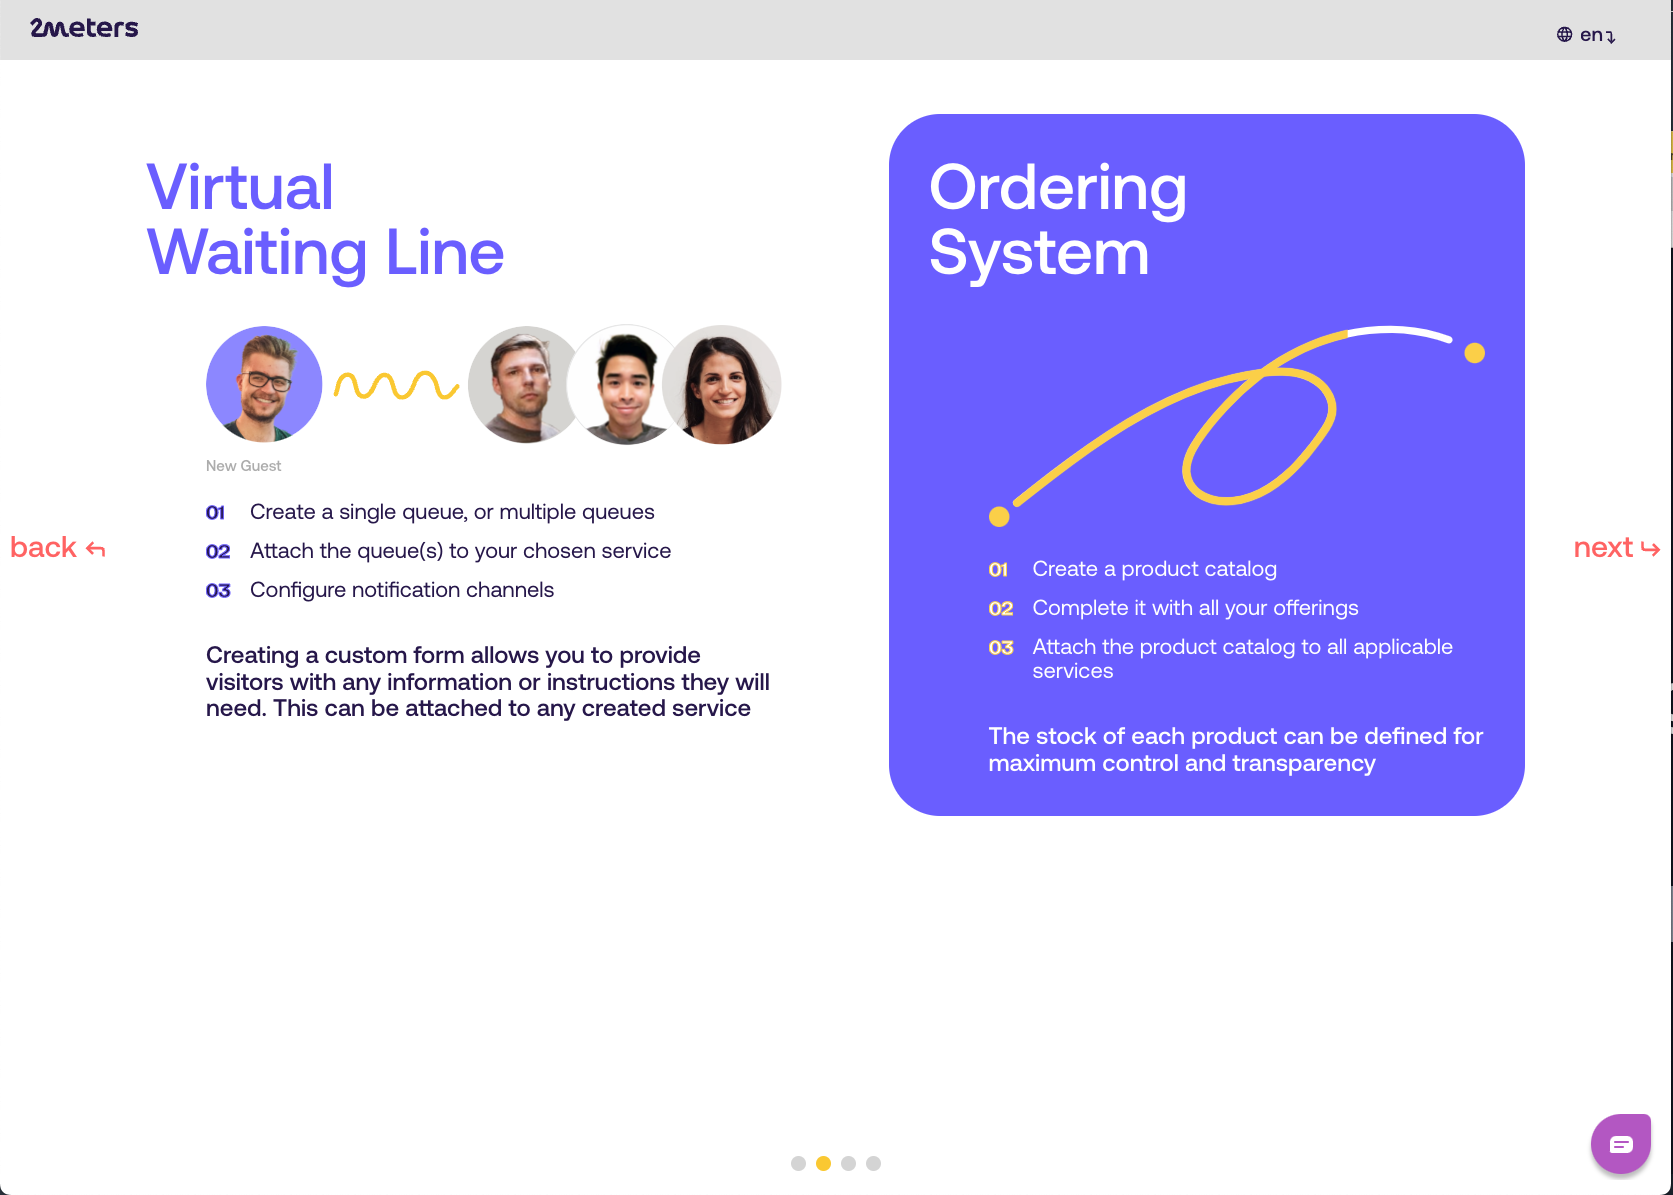 2meters
en
Virtual
Waiting Line
New Guest
01 Create a single queue, or multiple queues
02 Attach the queue(s) to your chosen service
03 Configure notification channels
Creating a custom form allows you to provide
visitors with any information or instructions they will
need. This can be attached to any created service
back
Ordering
System
01 Create a product catalog
02 Complete it with all your offerings
03 Attach the product catalog to all applicable
services
The stock of each product can be defined for
maximum control and transparency
next